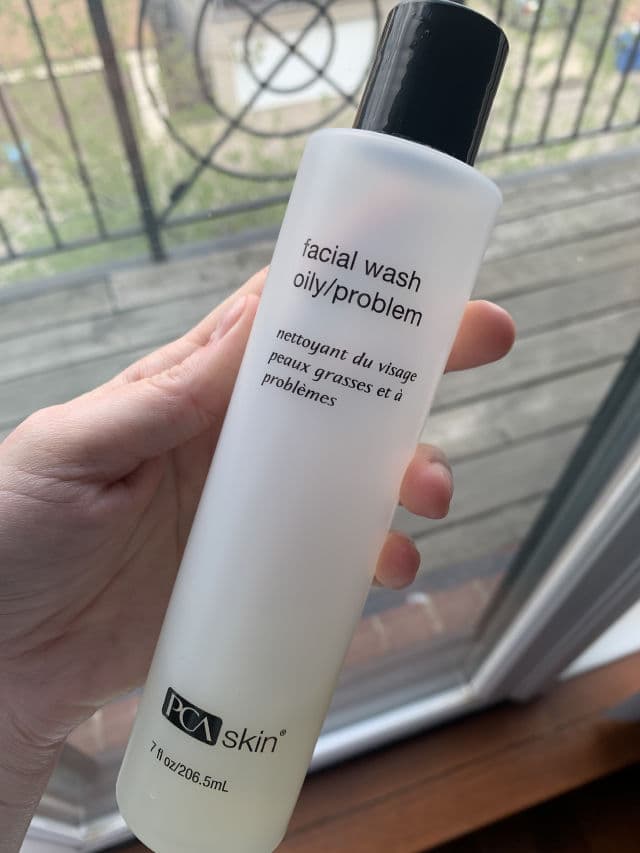 facial wash
oily/problem
nettoyant du visage
peaux grasses et à
problèmes
PCA skin®
7 fl oz/206.5mL